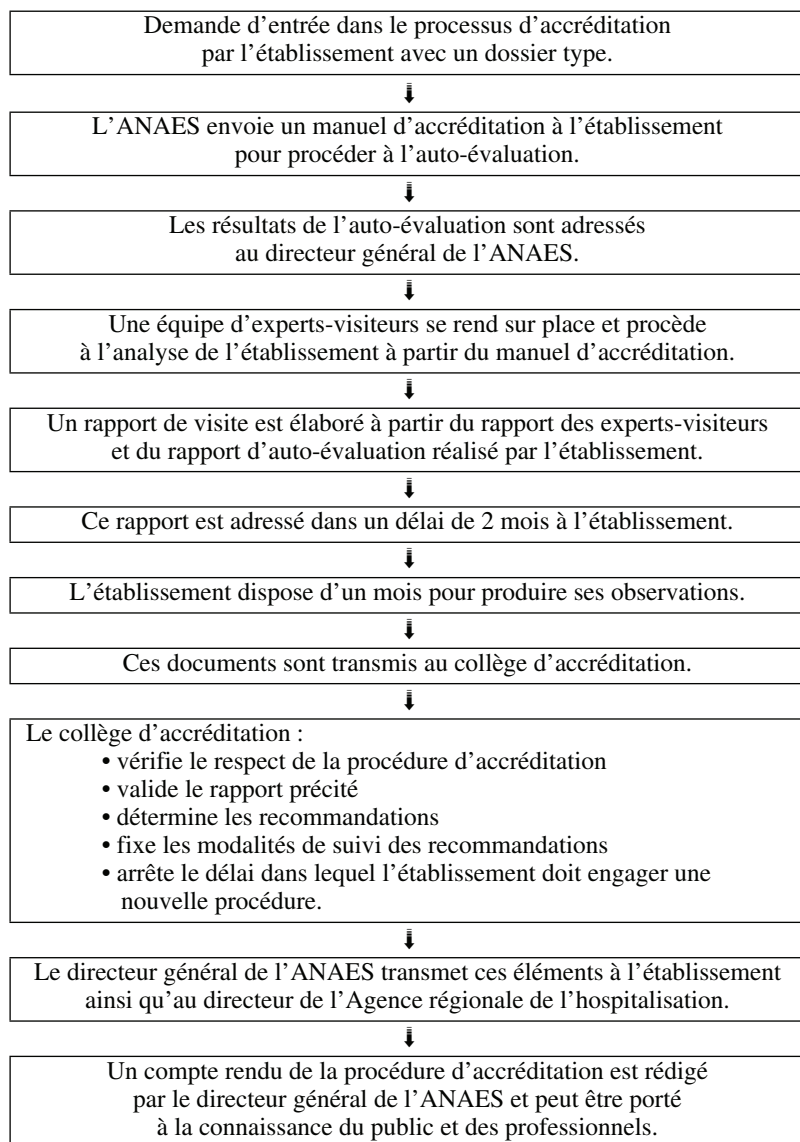 Demande d'entrée dans le processus d'accréditation
par l'établissement avec un dossier type.
L'ANAES envoie un manuel d'accréditation à l'établissement
pour procéder à l'auto-évaluation.
Les résultats de l'auto-évaluation sont adressés
au directeur général de l'ANAES.
Une équipe d'experts-visiteurs se rend sur place et procède
à l'analyse de l'établissement à partir du manuel d'accréditation.
Un rapport de visite est élaboré à partir du rapport des experts-visiteurs
et du rapport d'auto-évaluation réalisé par l'établissement.
Ce rapport est adressé dans un délai de 2 mois à l'établissement.
L'établissement dispose d'un mois pour produire ses observations.
Ces documents sont transmis au collège d'accréditation.
Le collège d'accréditation :
• vérifie le respect de la procédure d'accréditation
• valide le rapport précité
• détermine les recommandations
• fixe les modalités de suivi des recommandations
• arrête le délai dans lequel l'établissement doit engager une
nouvelle procédure.
Le directeur général de l'ANAES transmet ces éléments à l'établissement
ainsi qu'au directeur de l'Agence régionale de l'hospitalisation.
Un compte rendu de la procédure d'accréditation est rédigé
par le directeur général de l'ANAES et peut être porté
à la connaissance du public et des professionnels.